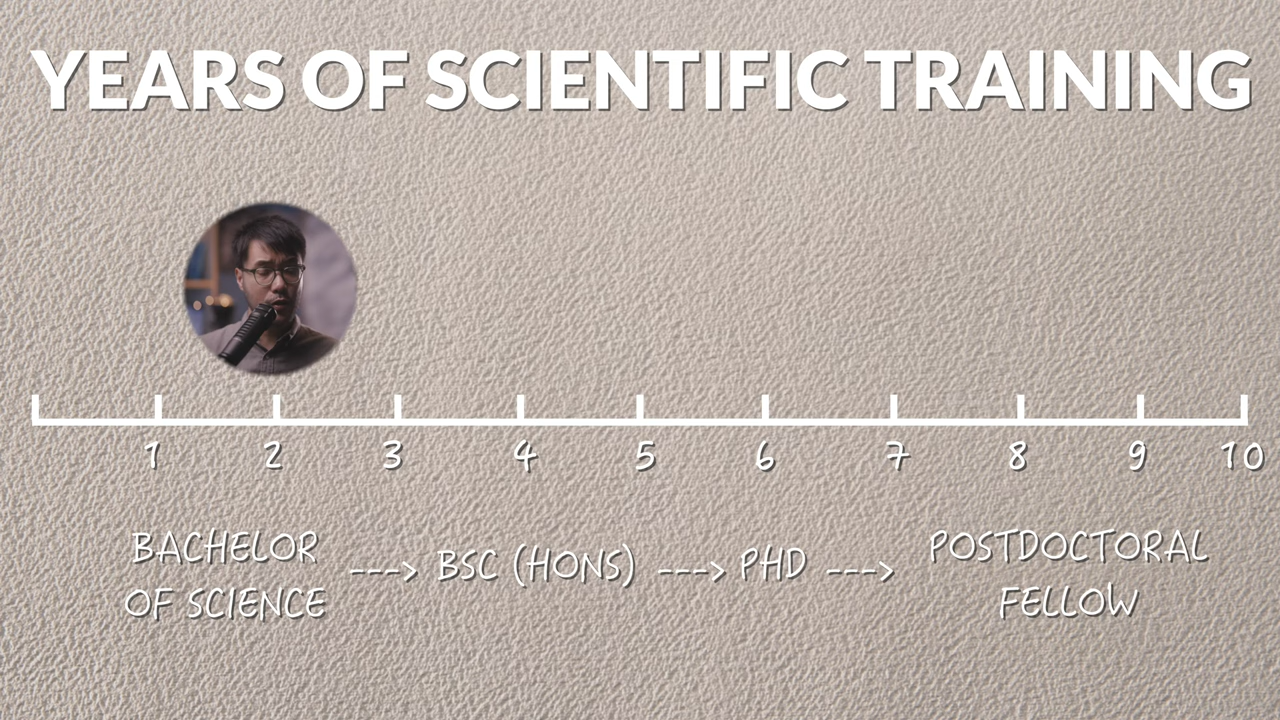 YEARS OF SCIENTIFIC TRAINING
1 2 3 4 5 6 7 8 9 10
BACHELOR
OF SCIENCE
---> BSC (HONS) ---> PHD --->
POSTDOCTORAL
FELLOW